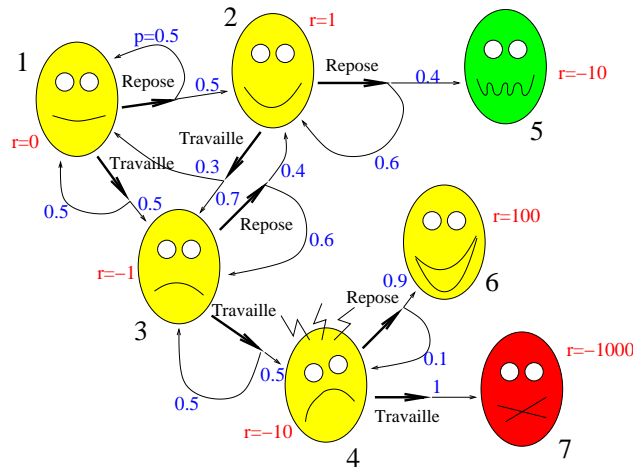 2
r=1
p=0.5
1
Repose
0.5
Repose
0.4
r=−10
5
r=0
Travaille
Travaille
0.3
0.4
0.6
0.5
0.5
0.7
Repose
0.6
r=100
r=−1
0.9
Repose
6
3
Travaille
0.1
r=−1000
0.5
0.5
1
Travaille
r=−10
4
7